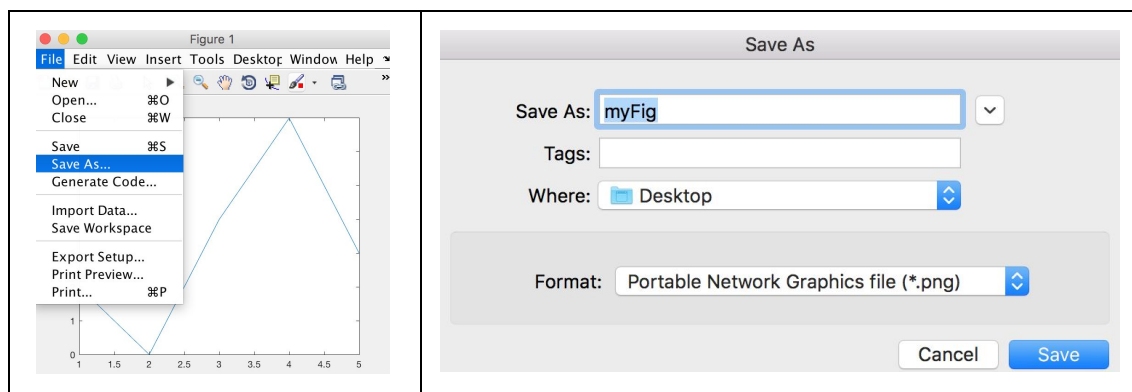 Figure 1
File Edit View Insert Tools Desktop Window Help
New
Open... ⌘O
Close ⌘W
Save ⌘S
Save As...
Generate Code...
Import Data...
Save Workspace
Export Setup...
Print Preview...
Print... ⌘P
1
0
1 1.5 2 2.5 3 3.5 4 4.5 5
Save As
Save As: myFig
Tags:
Where: Desktop
Format: Portable Network Graphics file (*.png)
Cancel Save